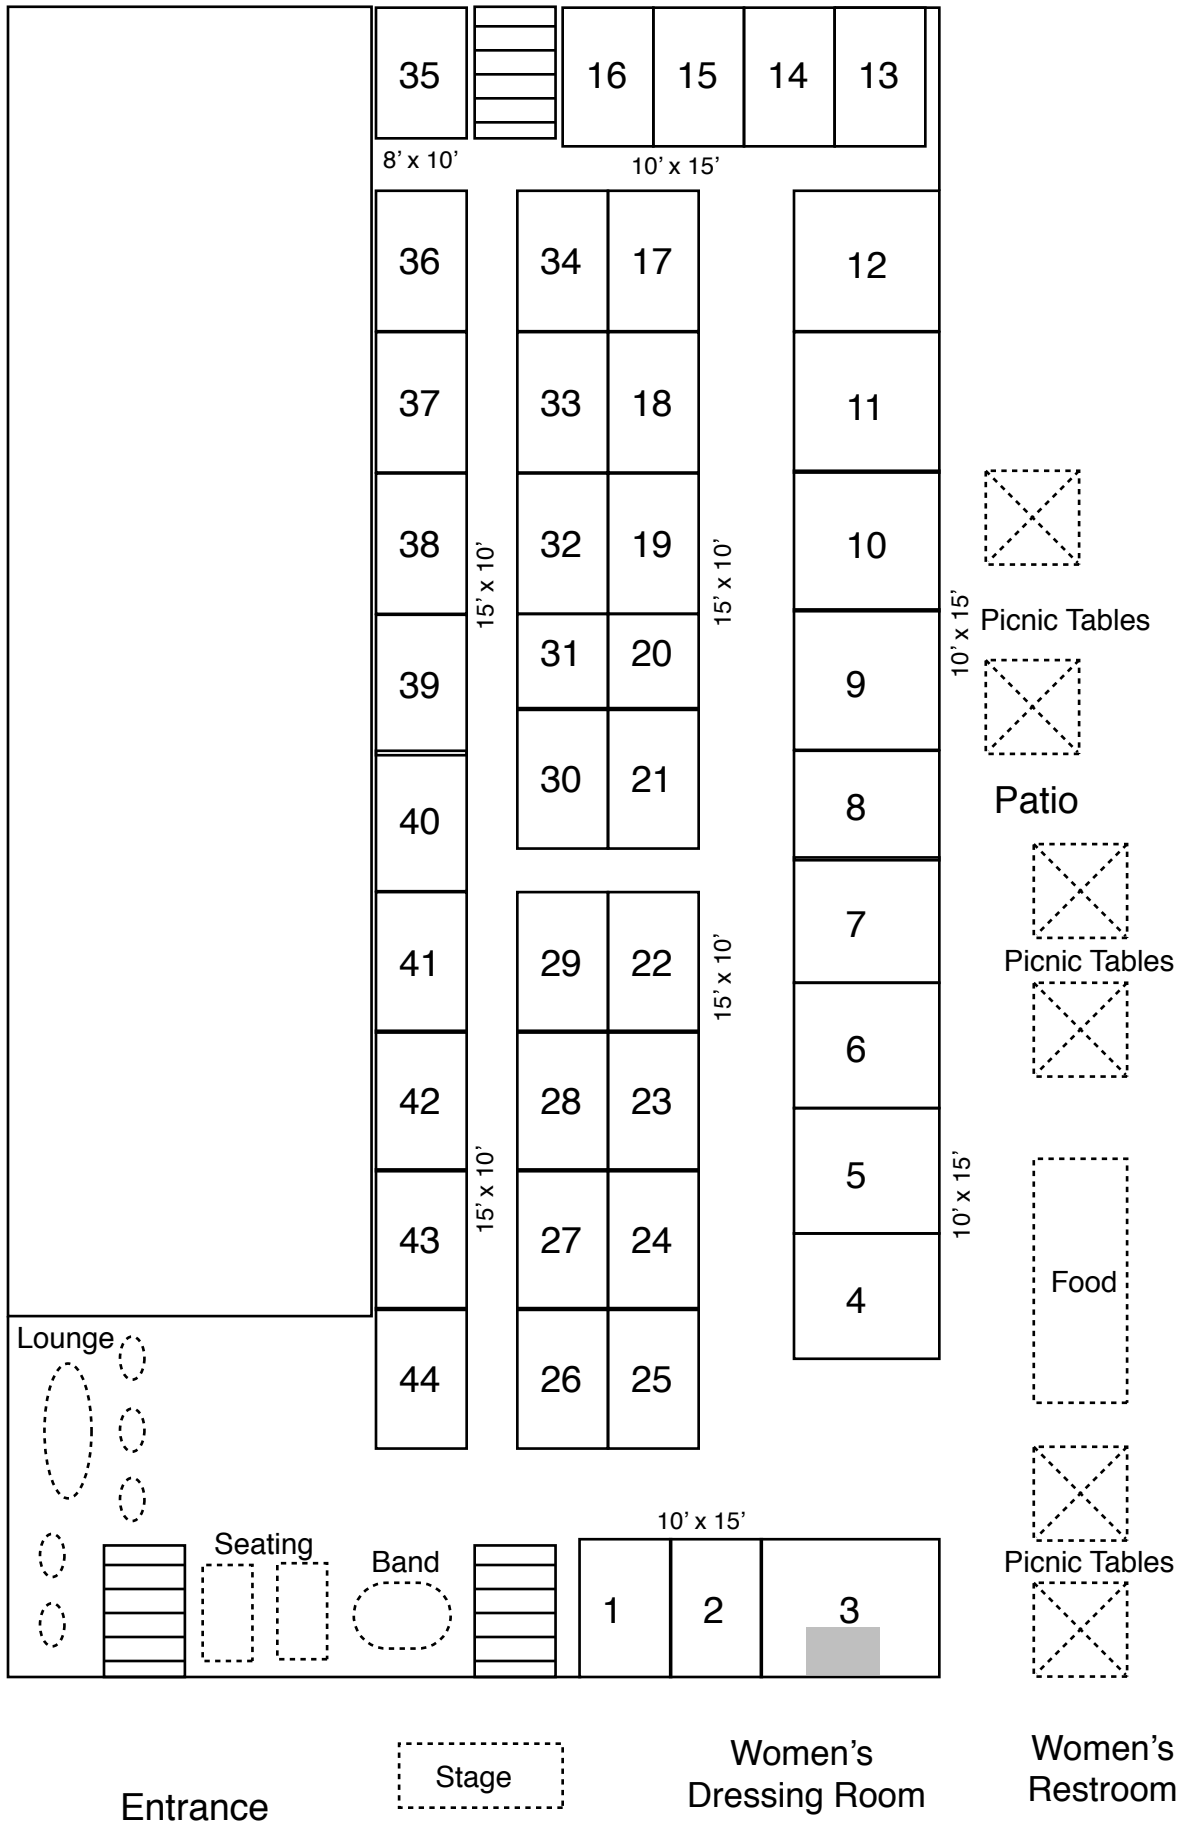 35
16
15
14
13
8’ x 10’
10’ x 15’
36
34
17
12
37
33
18
11
38
32
19
10
15’ x 10’
15’ x 10’
10’ x 15’
Picnic Tables
31
20
39
9
30
21
40
8
Patio
7
41
29
22
15’ x 10’
Picnic Tables
6
42
28
23
5
15’ x 10’
10’ x 15’
43
27
24
Food
4
Lounge
44
26
25
10’ x 15’
Seating
Band
Picnic Tables
1
2
3
Women’s
Dressing Room
Women’s
Restroom
Stage
Entrance